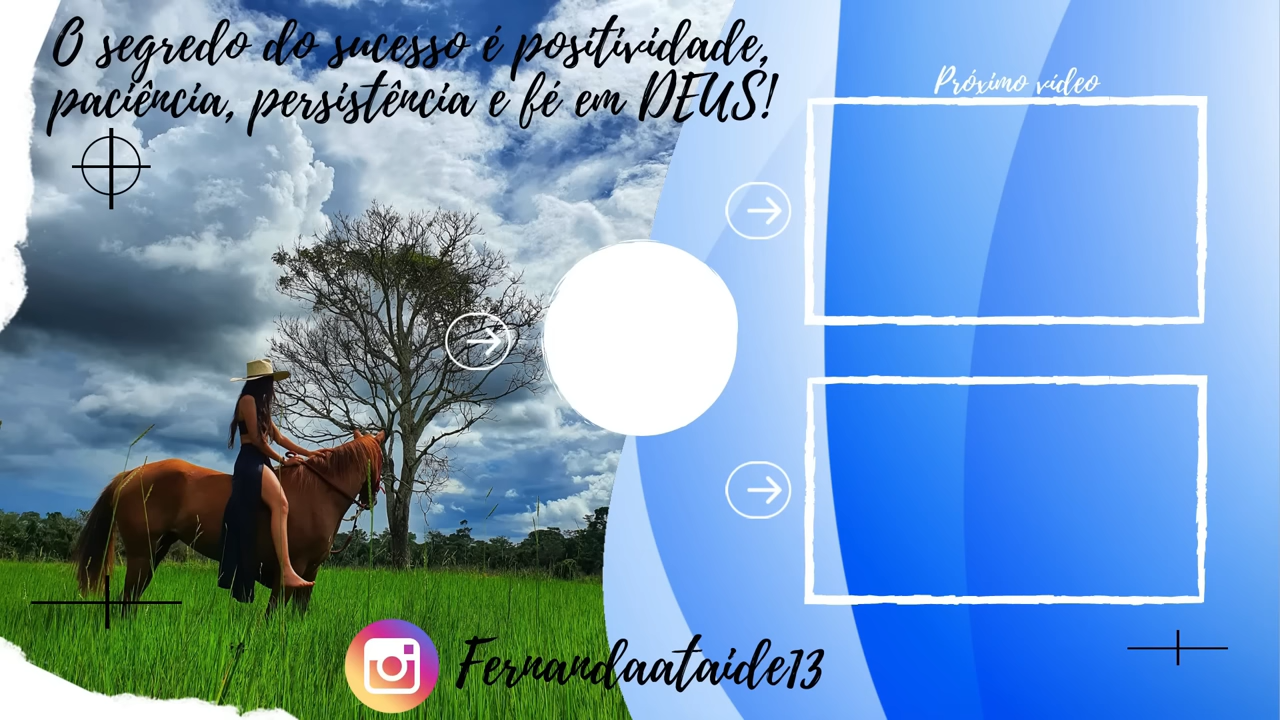 O segredo do sucesso é positividade,
paciência, persistência e fé em DEUS!
Próximo vídeo
Fernandaataide13